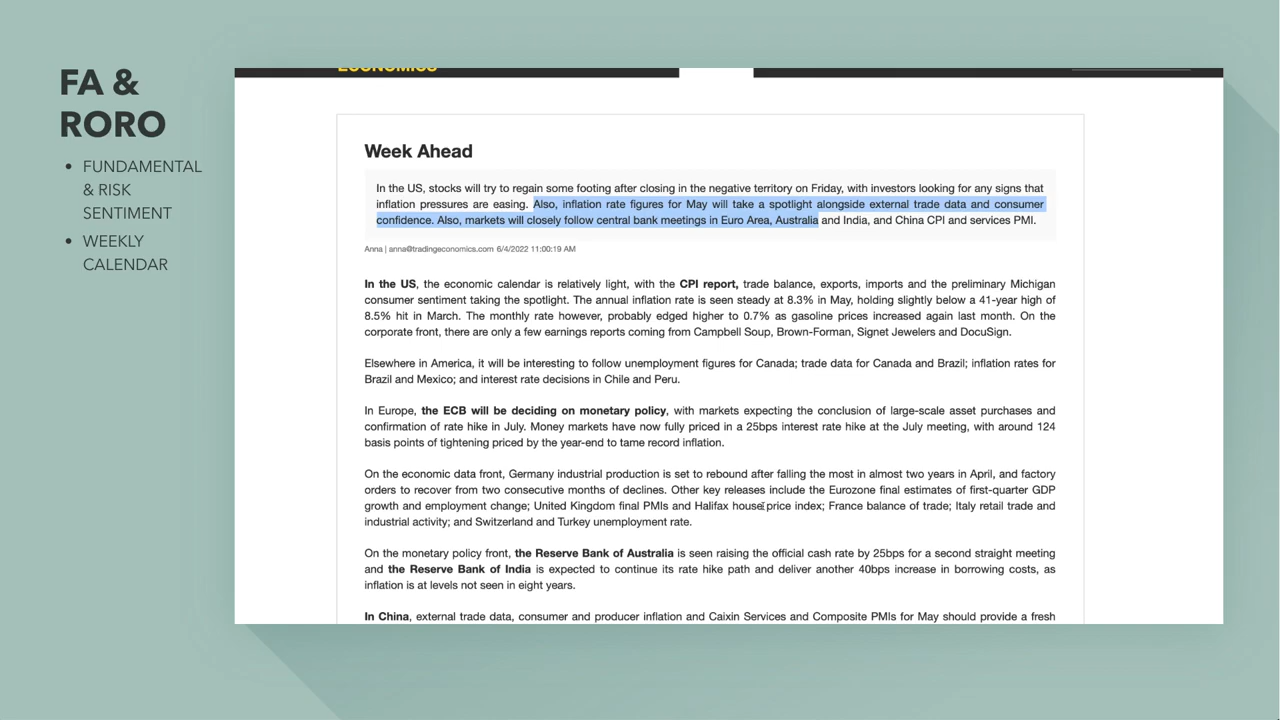 FA &
RORO
• FUNDAMENTAL
& RISK
SENTIMENT
• WEEKLY
CALENDAR
ECONOMICS
Week Ahead
In the US, stocks will try to regain some footing after closing in the negative territory on Friday, with investors looking for any signs that
inflation pressures are easing. Also, inflation rate figures for May will take a spotlight alongside external trade data and consumer
confidence. Also, markets will closely follow central bank meetings in Euro Area, Australia and India, and China CPI and services PMI.
Anna | anna@tradingeconomics.com 6/4/2022 11:00:19 AM
In the US, the economic calendar is relatively light, with the CPI report, trade balance, exports, imports and the preliminary Michigan
consumer sentiment taking the spotlight. The annual inflation rate is seen steady at 8.3% in May, holding slightly below a 41-year high of
8.5% hit in March. The monthly rate however, probably edged higher to 0.7% as gasoline prices increased again last month. On the
corporate front, there are only a few earnings reports coming from Campbell Soup, Brown-Forman, Signet Jewelers and DocuSign.
Elsewhere in America, it will be interesting to follow unemployment figures for Canada; trade data for Canada and Brazil; inflation rates for
Brazil and Mexico; and interest rate decisions in Chile and Peru.
In Europe, the ECB will be deciding on monetary policy, with markets expecting the conclusion of large-scale asset purchases and
confirmation of rate hike in July. Money markets have now fully priced in a 25bps interest rate hike at the July meeting, with around 124
basis points of tightening priced by the year-end to tame record inflation.
On the economic data front, Germany industrial production is set to rebound after falling the most in almost two years in April, and factory
orders to recover from two consecutive months of declines. Other key releases include the Eurozone final estimates of first-quarter GDP
growth and employment change; United Kingdom final PMIs and Halifax house price index; France balance of trade; Italy retail trade and
industrial activity; and Switzerland and Turkey unemployment rate.
On the monetary policy front, the Reserve Bank of Australia is seen raising the official cash rate by 25bps for a second straight meeting
and the Reserve Bank of India is expected to continue its rate hike path and deliver another 40bps increase in borrowing costs, as
inflation is at levels not seen in eight years.
In China, external trade data, consumer and producer inflation and Caixin Services and Composite PMIs for May should provide a fresh